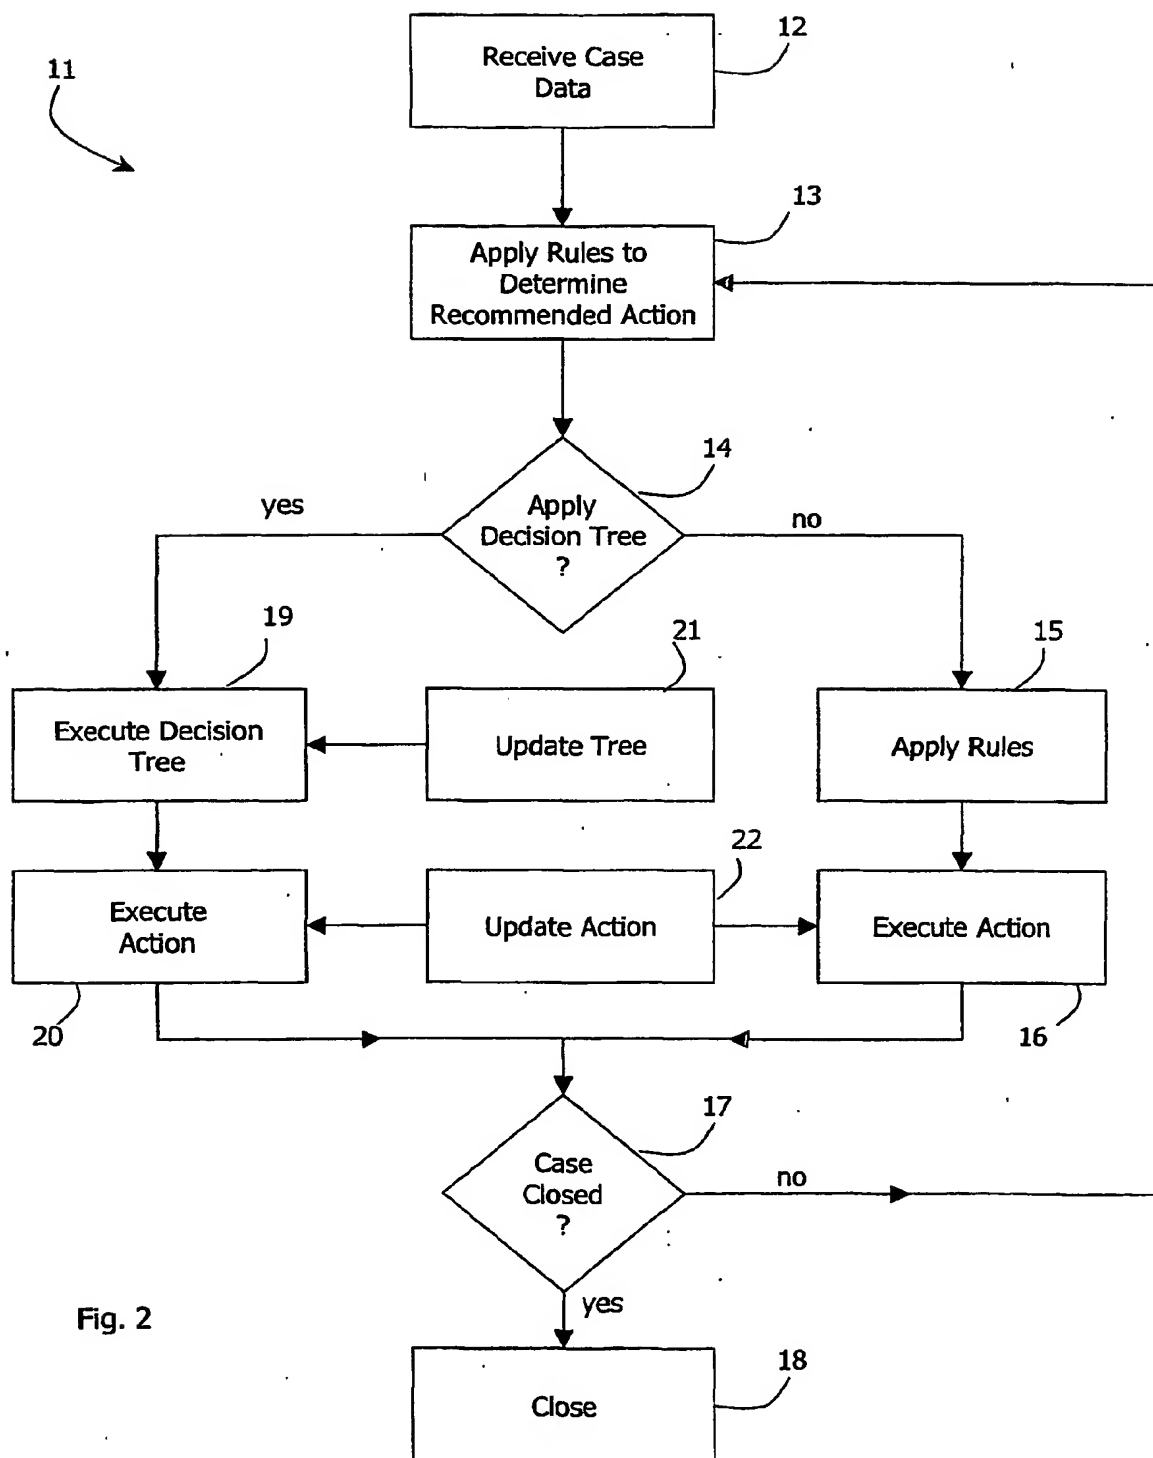 12
Receive Case
Data
11
13
Apply Rules to
Determine
Recommended Action
14
yes
Apply
Decision Tree
?
no
19
21
15
Execute Decision
Tree
Update Tree
Apply Rules
22
Execute
Action
Update Action
Execute Action
20
16
17
Case
Closed
?
no
yes
Fig. 2
18
Close